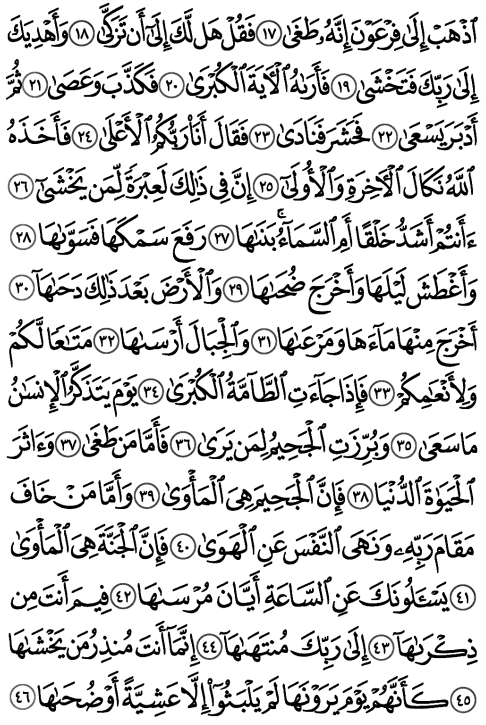 ٱذۡهَبۡ إِلَىٰ فِرۡعَوۡنَ إِنَّهُۥ طَغَىٰ ١٧ فَقُلۡ هَل لَّكَ إِلَىٰٓ أَن تَزَكَّىٰ ١٨ وَأَهۡدِيَكَ
إِلَىٰ رَبِّكَ فَتَخۡشَىٰ ١٩ فَأَرَىٰهُ ٱلۡأٓيَةَ ٱلۡكُبۡرَىٰ ٢٠ فَكَذَّبَ وَعَصَىٰ ٢١ ثُمَّ
أَدۡبَرَ يَسۡعَىٰ ٢٢ فَحَشَرَ فَنَادَىٰ ٢٣ فَقَالَ أَنَا۠ رَبُّكُمُ ٱلۡأَعۡلَىٰ ٢٤ فَأَخَذَهُ
ٱللَّهُ نَكَالَ ٱلۡأٓخِرَةِ وَٱلۡأُولَىٰٓ ٢٥ إِنَّ فِي ذَٰلِكَ لَعِبۡرَةٗ لِّمَن يَخۡشَىٰٓ ٢٦
ءَأَنتُمۡ أَشَدُّ خَلۡقًا أَمِ ٱلسَّمَآءُۚ بَنَىٰهَا ٢٧ رَفَعَ سَمۡكَهَا فَسَوَّىٰهَا ٢٨
وَأَغۡطَشَ لَيۡلَهَا وَأَخۡرَجَ ضُحَىٰهَا ٢٩ وَٱلۡأَرۡضَ بَعۡدَ ذَٰلِكَ دَحَىٰهَآ ٣٠
أَخۡرَجَ مِنۡهَا مَآءَهَا وَمَرۡعَىٰهَا ٣١ وَٱلۡجِبَالَ أَرۡسَىٰهَا ٣٢ مَتَٰعٗا لَّكُمۡ
وَلِأَنۡعَٰمِكُمۡ ٣٣ فَإِذَا جَآءَتِ ٱلطَّآمَّةُ ٱلۡكُبۡرَىٰ ٣٤ يَوۡمَ يَتَذَكَّرُ ٱلۡإِنسَٰنُ
مَا سَعَىٰ ٣٥ وَبُرِّزَتِ ٱلۡجَحِيمُ لِمَن يَرَىٰ ٣٦ فَأَمَّا مَن طَغَىٰ ٣٧ وَءَاثَرَ
ٱلۡحَيَوٰةَ ٱلدُّنۡيَا ٣٨ فَإِنَّ ٱلۡجَحِيمَ هِيَ ٱلۡمَأۡوَىٰ ٣٩ وَأَمَّا مَنۡ خَافَ
مَقَامَ رَبِّهِۦ وَنَهَى ٱلنَّفۡسَ عَنِ ٱلۡهَوَىٰ ٤٠ فَإِنَّ ٱلۡجَنَّةَ هِيَ ٱلۡمَأۡوَىٰ
٤١ يَسۡـَٔلُونَكَ عَنِ ٱلسَّاعَةِ أَيَّانَ مُرۡسَىٰهَا ٤٢ فِيمَ أَنتَ مِن
ذِكۡرَىٰهَآ ٤٣ إِلَىٰ رَبِّكَ مُنتَهَىٰهَآ ٤٤ إِنَّمَآ أَنتَ مُنذِرُ مَن يَخۡشَىٰهَا
٤٥ كَأَنَّهُمۡ يَوۡمَ يَرَوۡنَهَا لَمۡ يَلۡبَثُوٓاْ إِلَّا عَشِيَّةً أَوۡ ضُحَىٰهَا ٤٦